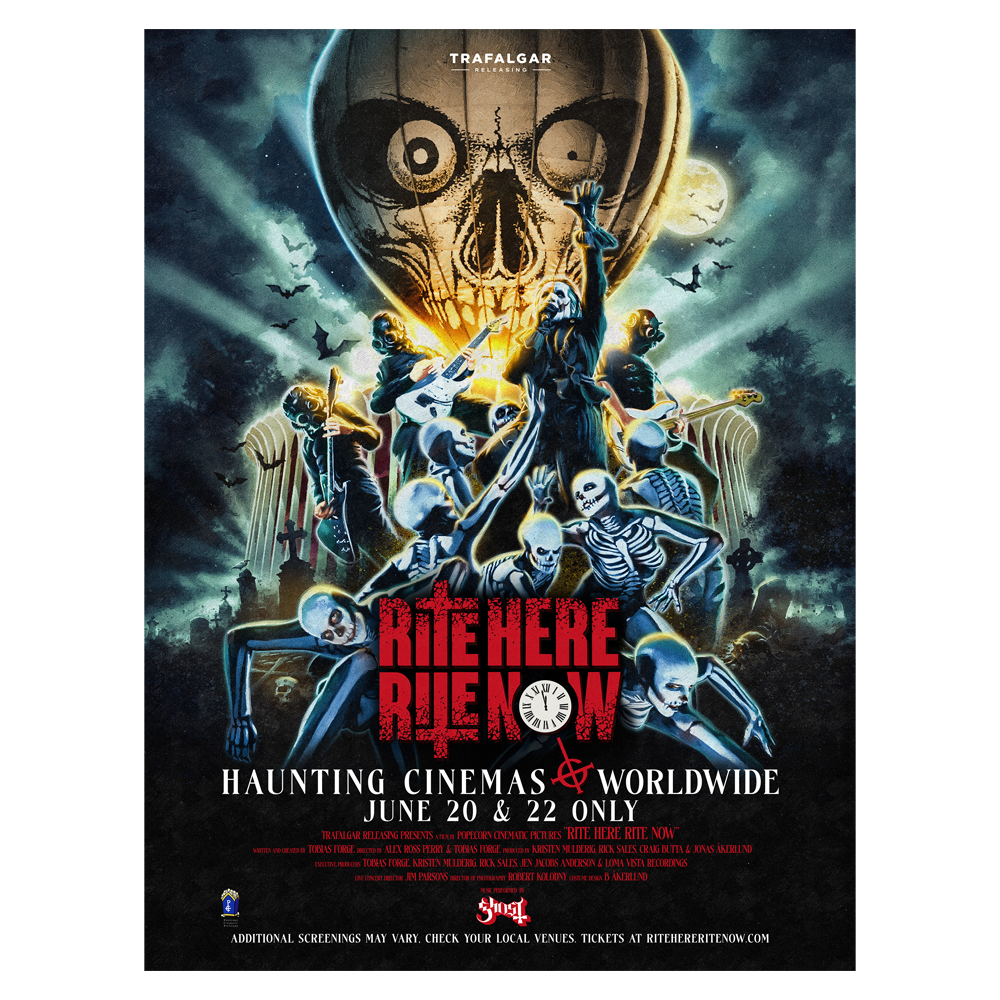 TRAFALGAR
RELEASING
RITE HERE
RITE NOW
HAUNTING CINEMAS WORLDWIDE
JUNE 20 & 22 ONLY
TRAFALGAR RELEASING PRESENTS A FILM BY POPECORN CINEMATIC PICTURES "RITE HERE RITE NOW"
WRITTEN AND CREATED BY TOBIAS FORGE DIRECTED BY ALEX ROSS PERRY & TOBIAS FORGE PRODUCED BY KRISTEN MULDERIG, RICK SALES, CRAIG BUTTA & JONAS ÅKERLUND
EXECUTIVE PRODUCERS TOBIAS FORGE, KRISTEN MULDERIG, RICK SALES, JEN JACOBS ANDERSON & LOMA VISTA RECORDINGS
LIVE CONCERT DIRECTOR JIM PARSONS DIRECTOR OF PHOTOGRAPHY ROBERT KOLODNY COSTUME DESIGN B ÅKERLUND
MUSIC PERFORMED BY
Ghost
ADDITIONAL SCREENINGS MAY VARY. CHECK YOUR LOCAL VENUES. TICKETS AT RITEHERERITENOW.COM